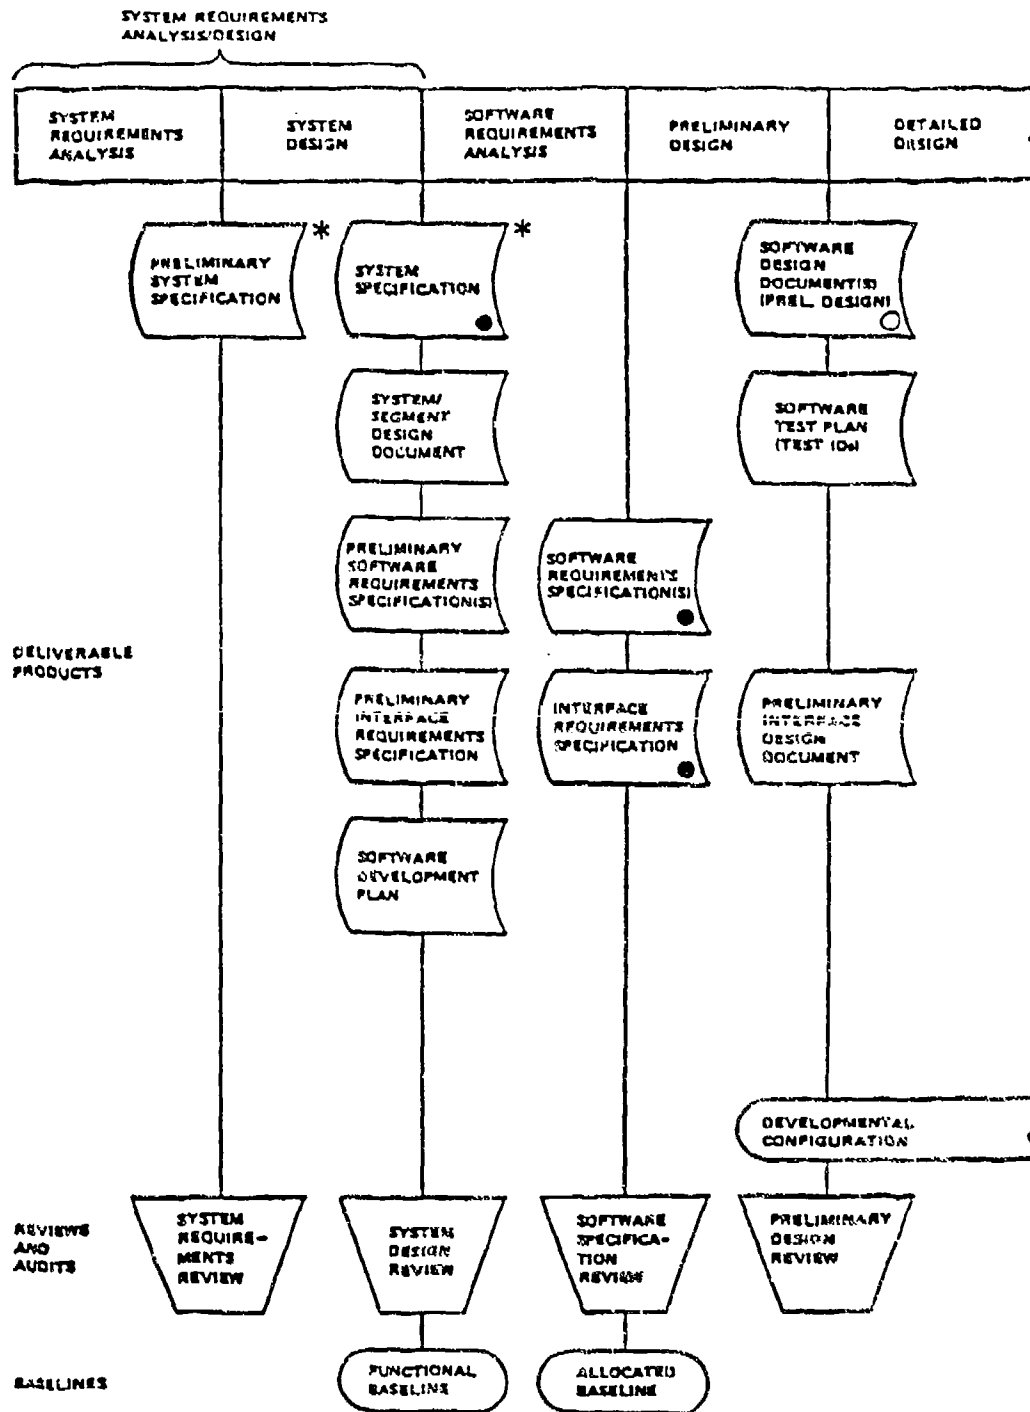 SYSTEM REQUIREMENTS
ANALYSIS/DESIGN
SYSTEM
REQUIREMENTS
ANALYSIS
SYSTEM
DESIGN
SOFTWARE
REQUIREMENTS
ANALYSIS
PRELIMINARY
DESIGN
DETAILED
DESIGN
PRELIMINARY
SYSTEM
SPECIFICATION
*
SYSTEM
SPECIFICATION
*
SOFTWARE
DESIGN
DOCUMENT(S)
(PREL. DESIGN)
SYSTEM/
SEGMENT
DESIGN
DOCUMENT
SOFTWARE
TEST PLAN
(TEST IDs)
PRELIMINARY
SOFTWARE
REQUIREMENTS
SPECIFICATION(S)
SOFTWARE
REQUIREMENTS
SPECIFICATION(S)
DELIVERABLE
PRODUCTS
PRELIMINARY
INTERFACE
REQUIREMENTS
SPECIFICATION
INTERFACE
REQUIREMENTS
SPECIFICATION
PRELIMINARY
INTERFACE
DESIGN
DOCUMENT
SOFTWARE
DEVELOPMENT
PLAN
DEVELOPMENTAL
CONFIGURATION
REVIEWS
AND
AUDITS
SYSTEM
REQUIRE-
MENTS
REVIEW
SYSTEM
DESIGN
REVIEW
SOFTWARE
SPECIFICA-
TION
REVIEW
PRELIMINARY
DESIGN
REVIEW
BASELINES
FUNCTIONAL
BASELINE
ALLOCATED
BASELINE